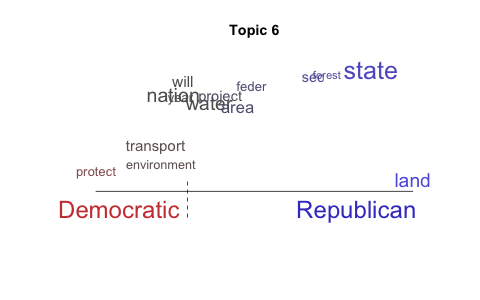 Topic 6
state
sec
forest
will
feder
nation
year
project
water
area
transport
environment
protect
land
Democratic
Republican